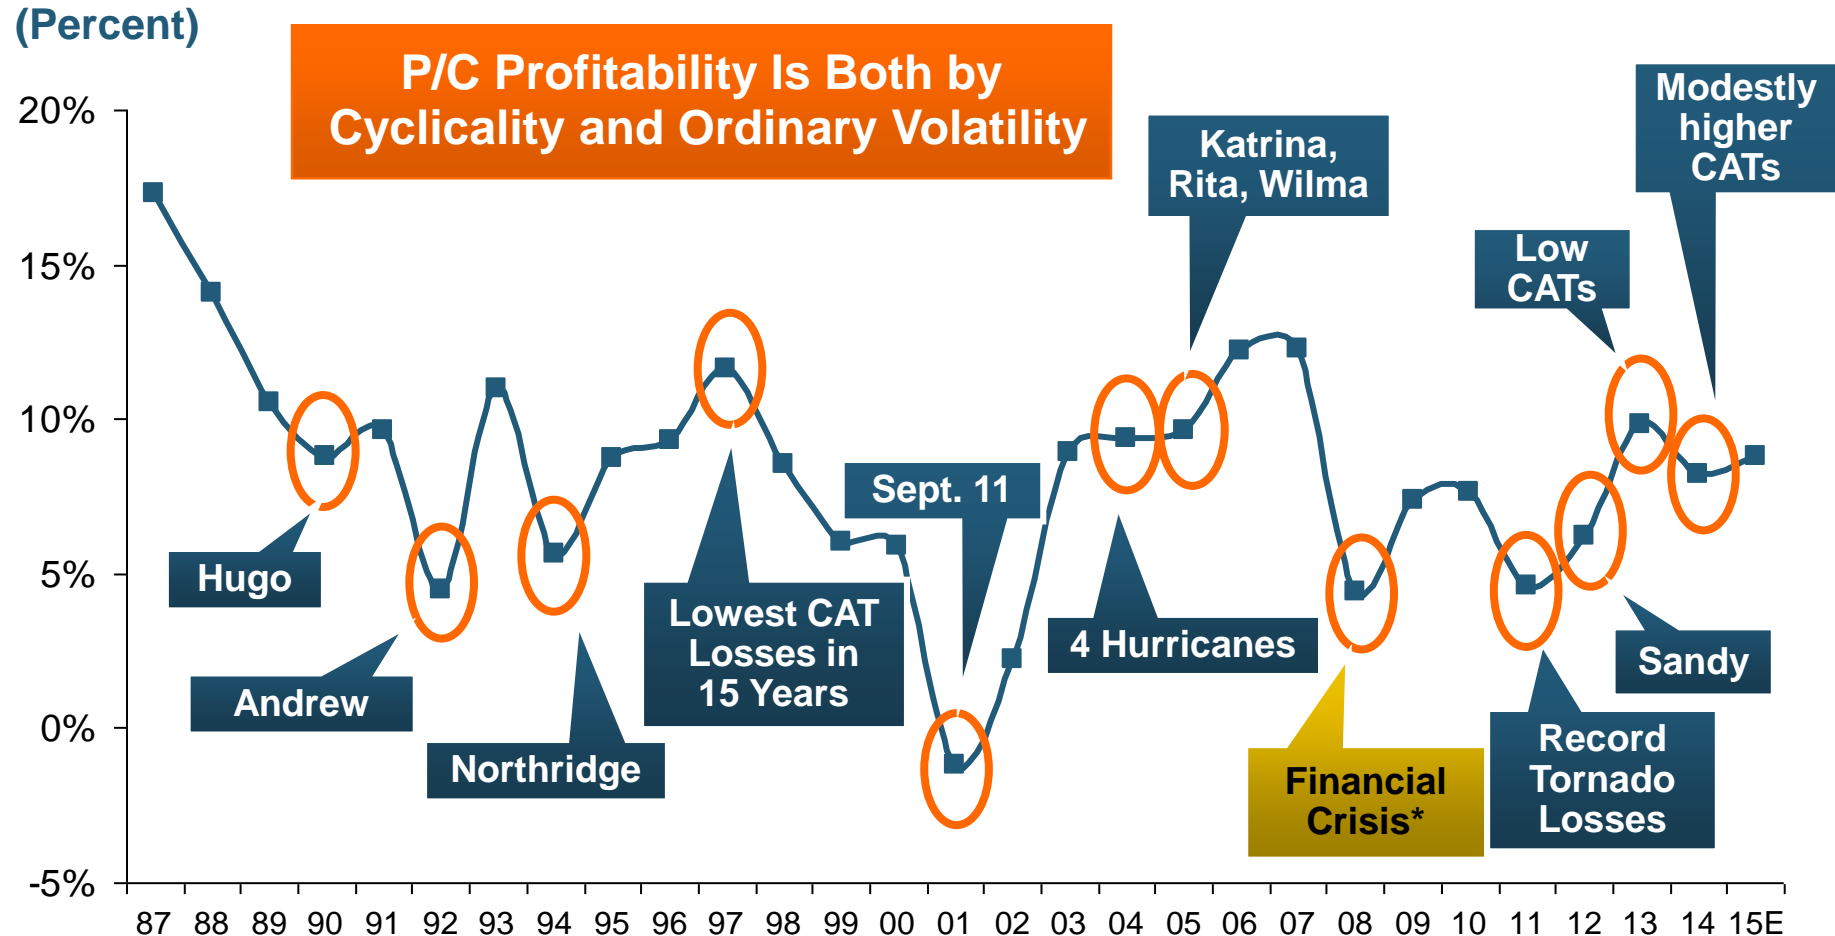 (Percent)
P/C Profitability Is Both by
Cyclicality and Ordinary Volatility
Modestly
higher
CATs
20%
Katrina,
Rita, Wilma
Low
CATs
15%
10%
Sept. 11
5%
Hugo
Lowest CAT
Losses in
15 Years
4 Hurricanes
Sandy
Andrew
0%
Northridge
Financial
Crisis*
Record
Tornado
Losses
-5%
87 88 89 90 91 92 93 94 95 96 97 98 99 00 01 02 03 04 05 06 07 08 09 10 11 12 13 14 15E